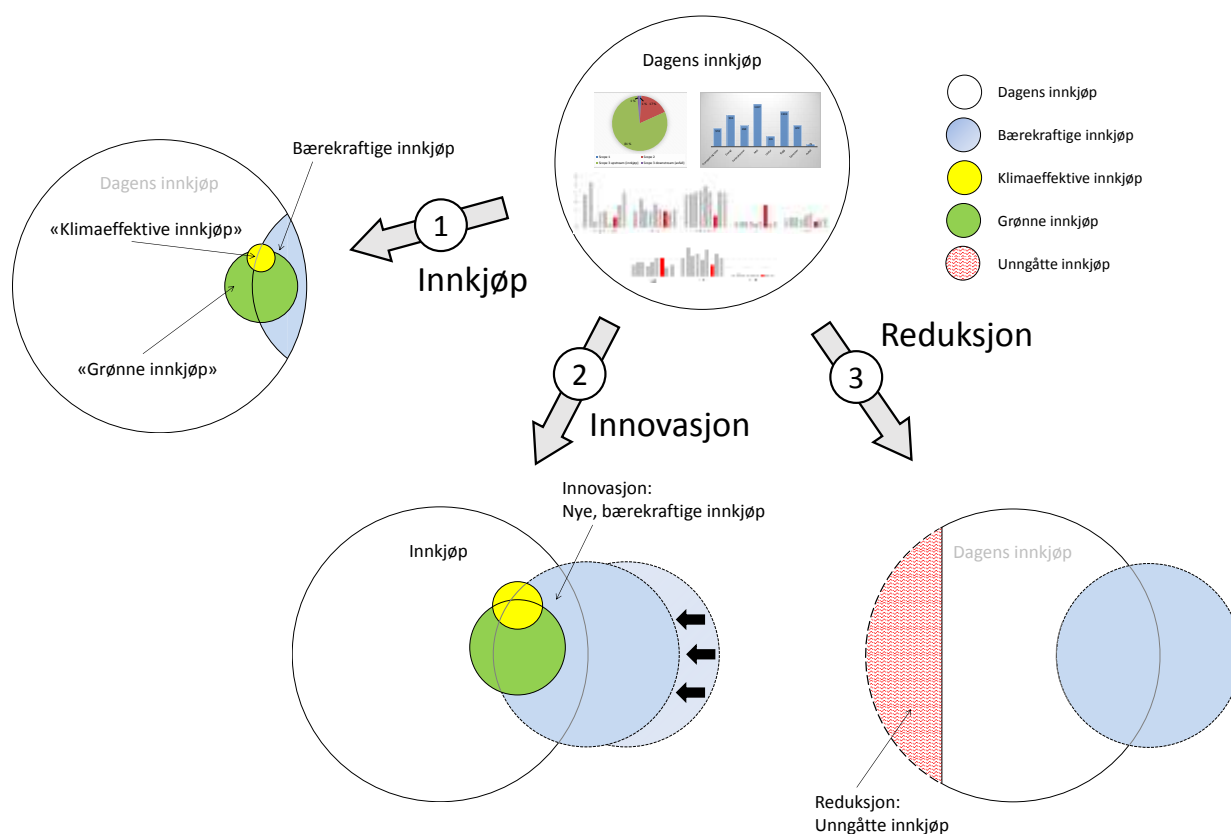 Dagens innkjøp
Dagens innkjøp
Bærekraftige innkjøp
Klimaeffektive innkjøp
Grønne innkjøp
Unngåtte innkjøp
Bærekraftige innkjøp
Dagens innkjøp
«Klimaeffektive innkjøp»
«Grønne innkjøp»
1
Innkjøp
2
Innovasjon
Reduksjon
3
Innovasjon:
Nye, bærekraftige innkjøp
Innkjøp
Dagens innkjøp
Reduksjon:
Unngåtte innkjøp